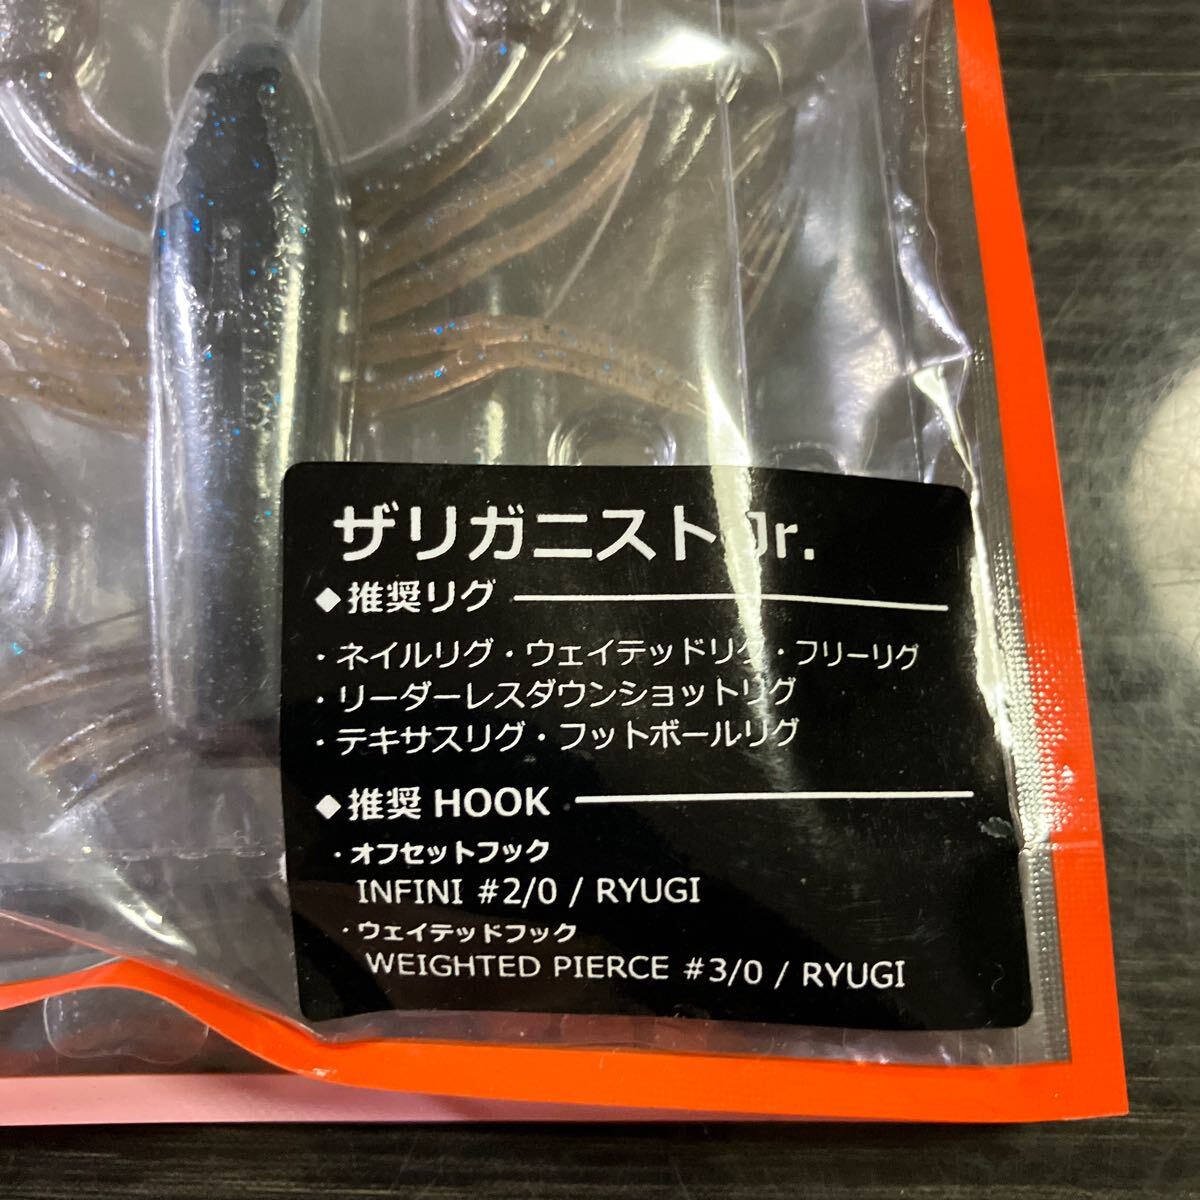 ザリガニスト Jr.
◆推奨リグ
・ネイルリグ・ウェイテッドリグ・フリーリグ
・リーダーレスダウンショットリグ
・テキサスリグ・フットボールリグ
◆推奨 HOOK
・オフセットフック
INFINI #2/0 / RYUGI
・ウェイテッドフック
WEIGHTED PIERCE #3/0 / RYUGI